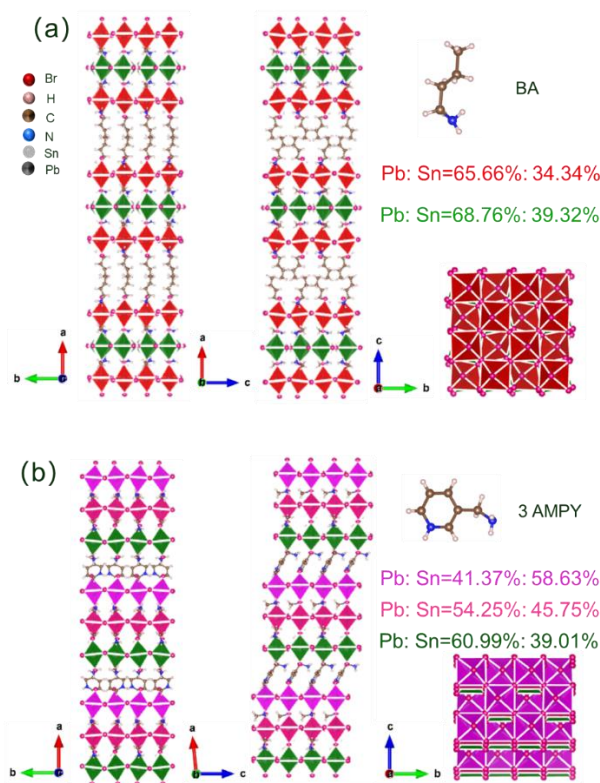 (a)
Br
H
C
N
Sn
Pb
BA
Pb: Sn=65.66%: 34.34%
Pb: Sn=68.76%: 39.32%
a
b
a
c
c
b
(b)
3 AMPY
Pb: Sn=41.37%: 58.63%
Pb: Sn=54.25%: 45.75%
Pb: Sn=60.99%: 39.01%
a
b
a
c
c
b